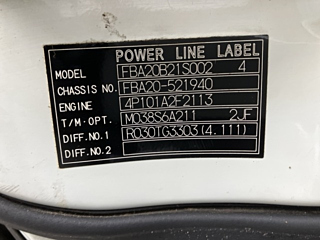 POWER LINE LABEL
MODEL FBA20B21S002 4
CHASSIS NO. FBA20-521940
ENGINE 4P101A2F2113
T/M·OPT. M038S6A211 2JF
DIFF.NO.1 R030TG3303(4.111)
DIFF.NO.2